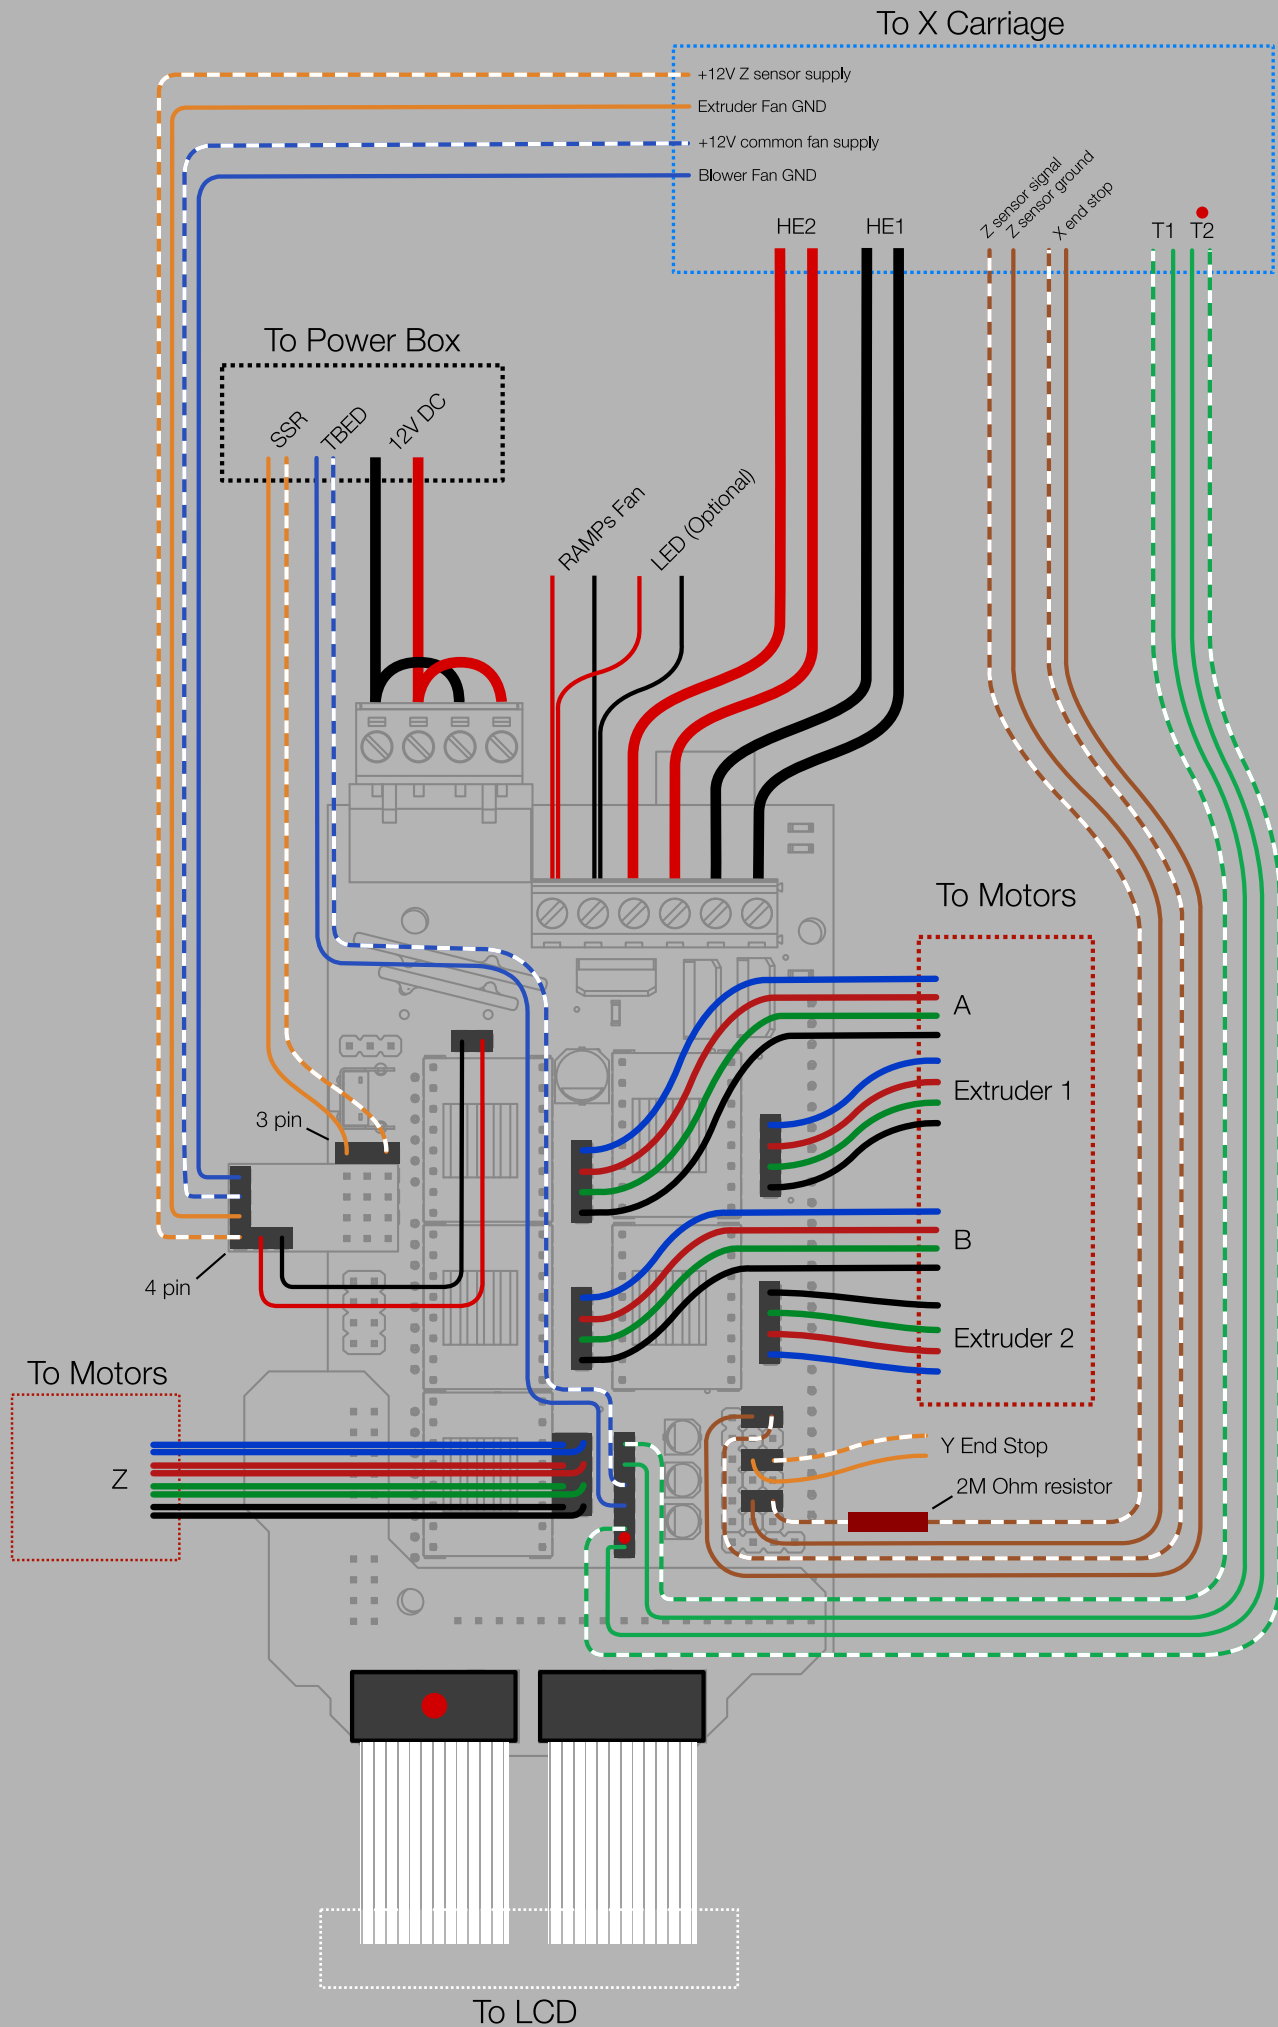 To X Carriage
+12V Z sensor supply
Extruder Fan GND
+12V common fan supply
Blower Fan GND
HE2
HE1
Z sensor signal
Z sensor ground
X end stop
T1
T2
To Power Box
SSR
TBED
12V DC
RAMPs Fan
LED (Optional)
To Motors
A
Extruder 1
3 pin
B
4 pin
Extruder 2
To Motors
Z
Y End Stop
2M Ohm resistor
To LCD